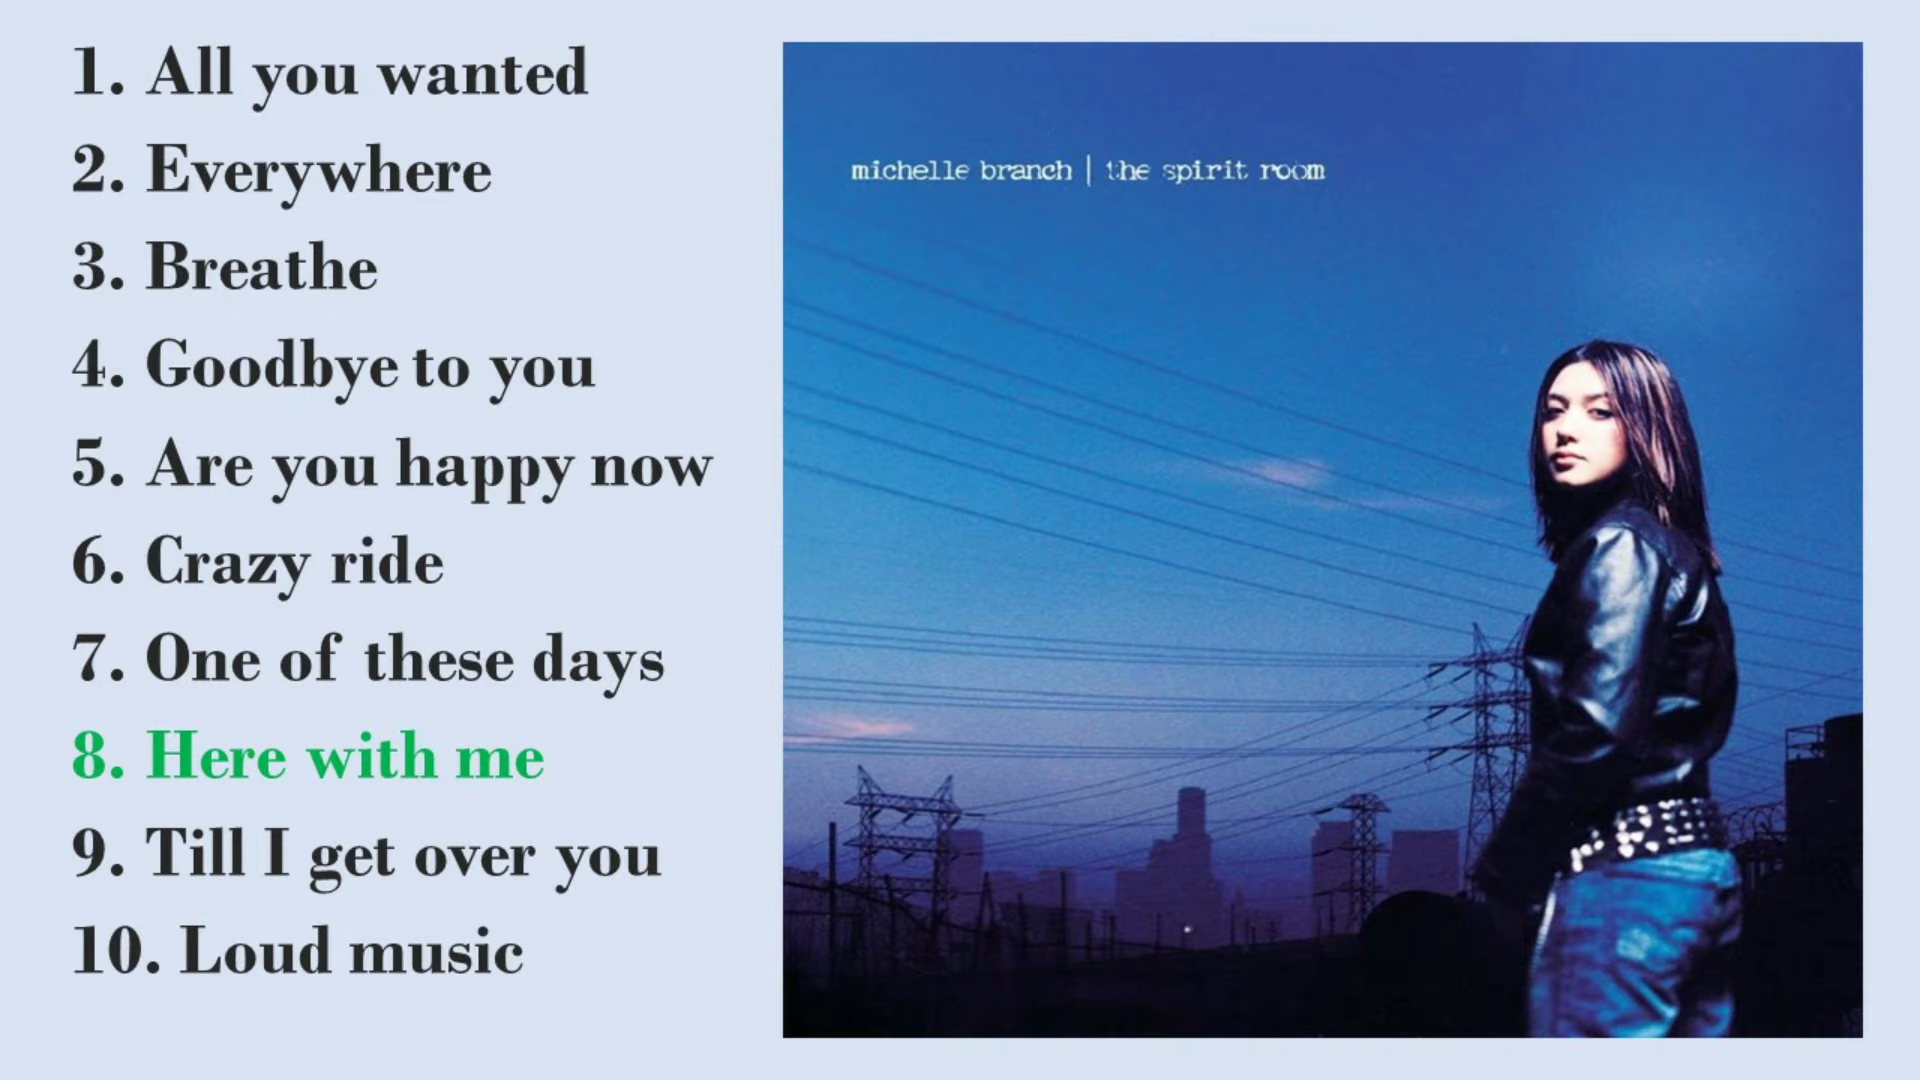 1. All you wanted
2. Everywhere
3. Breathe
4. Goodbye to you
5. Are you happy now
6. Crazy ride
7. One of these days
8. Here with me
9. Till I get over you
10. Loud music
michelle branch | the spirit room